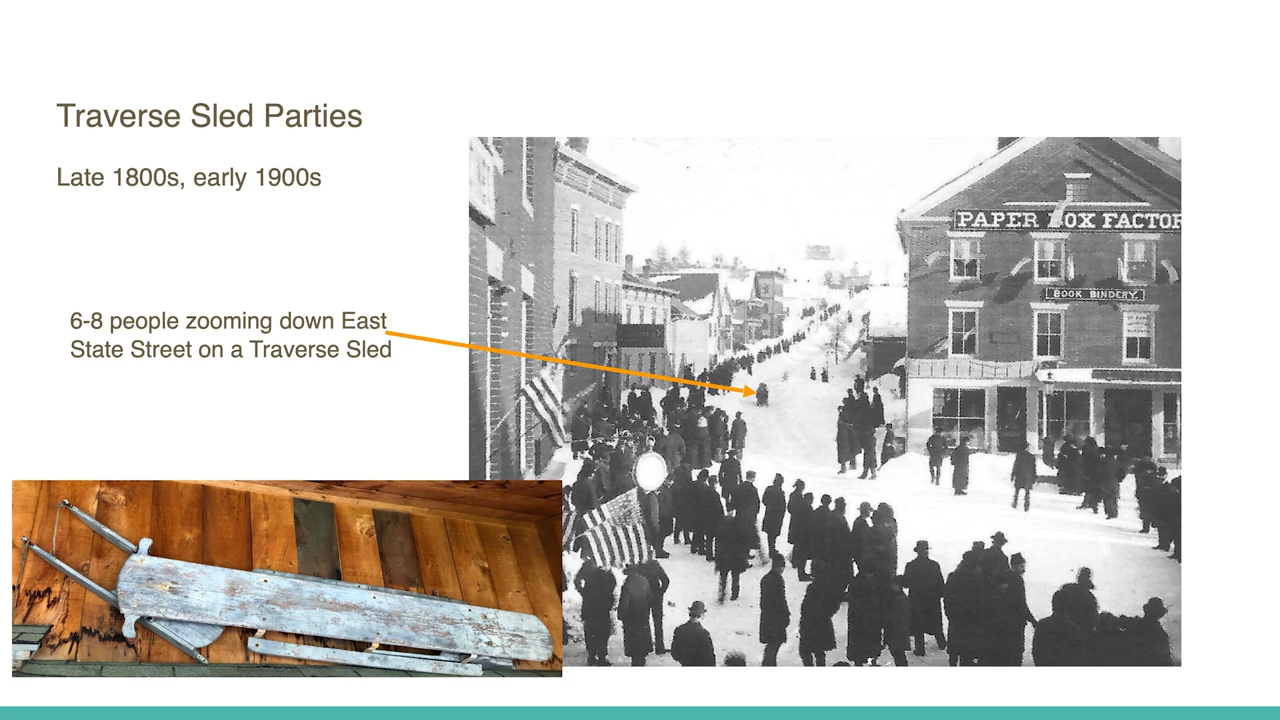 Traverse Sled Parties
Late 1800s, early 1900s
6-8 people zooming down East
State Street on a Traverse Sled
PAPER BOX FACTOR
BOOK BINDERY.